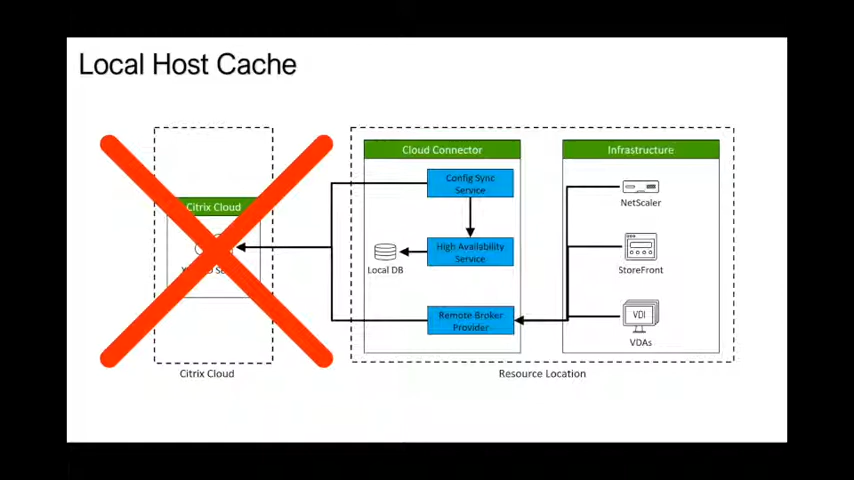 Local Host Cache
Citrix Cloud
Citrix Cloud
Cloud Connector
Config Sync
Service
High Availability
Service
Local DB
Remote Broker
Provider
Infrastructure
NetScaler
StoreFront
VDI
VDAs
Resource Location